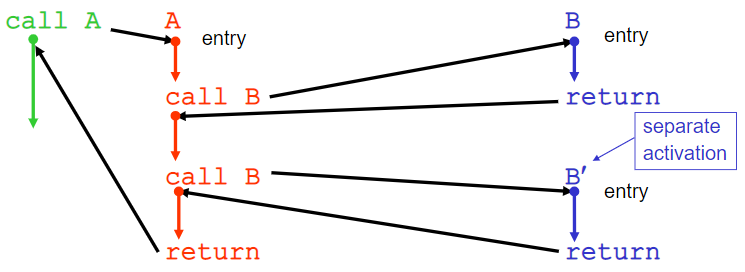 call A
A
entry
B
entry
call B
return
separate
activation
call B
B′
entry
return
return